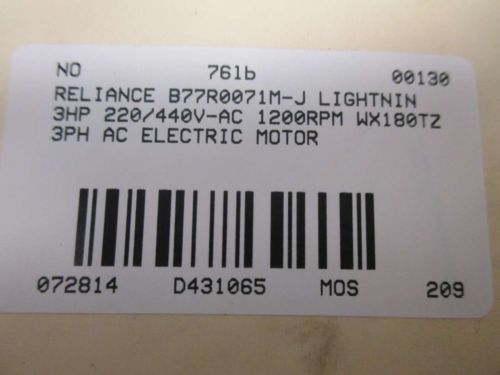 NO 761b 00130
RELIANCE B77R0071M-J LIGHTNIN
3HP 220/440V-AC 1200RPM WX180TZ
3PH AC ELECTRIC MOTOR
072814 D431065 MOS 209